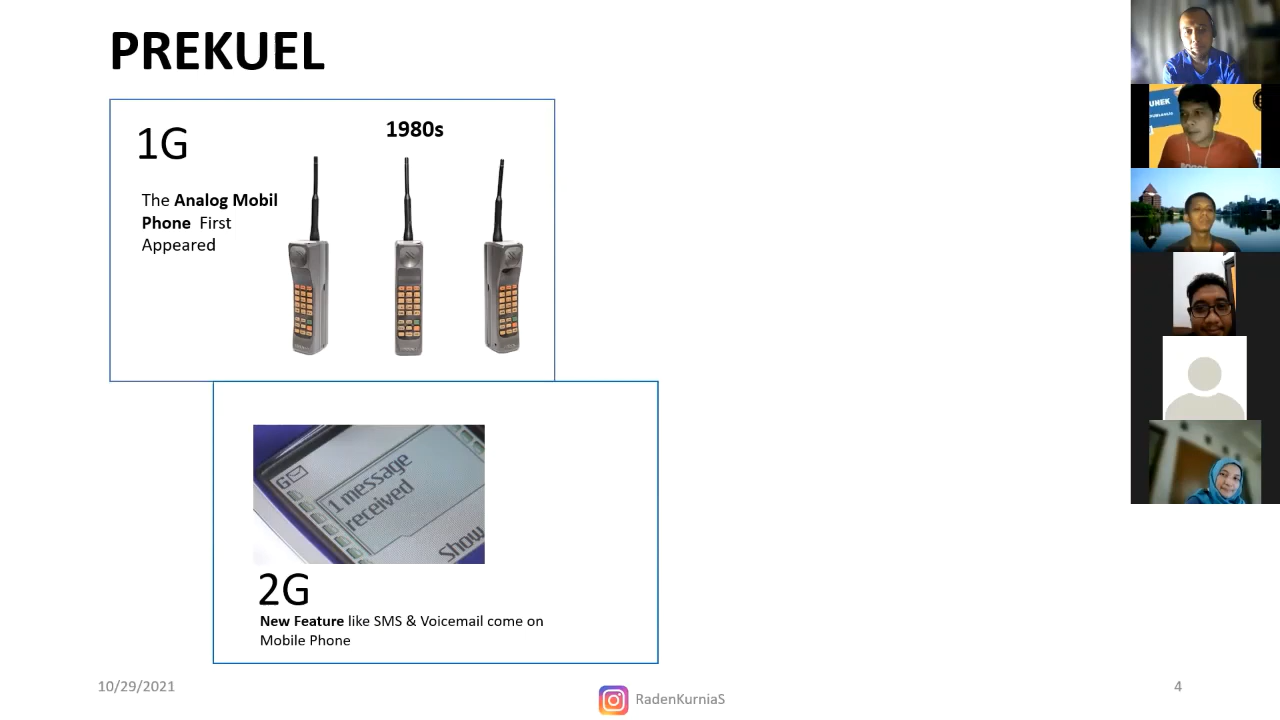 PREKUEL
1G
1980s
The Analog Mobil
Phone First
Appeared
1 message
received
Show
2G
New Feature like SMS & Voicemail come on
Mobile Phone
10/29/2021
RadenKurniaS
4